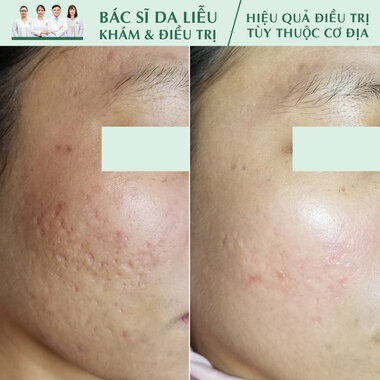 BÁC SĨ DA LIỄU
KHÁM & ĐIỀU TRỊ
HIỆU QUẢ ĐIỀU TRỊ
TÙY THUỘC CƠ ĐỊA